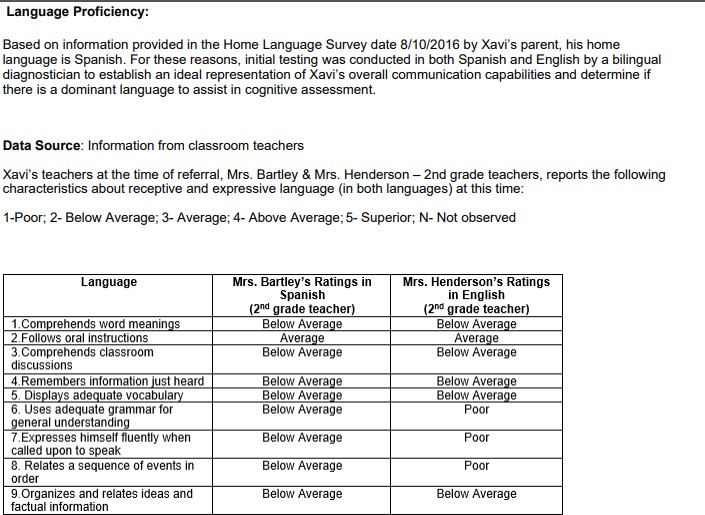 Language Proficiency:
Based on information provided in the Home Language Survey date 8/10/2016 by Xavi's parent, his home
language is Spanish. For these reasons, initial testing was conducted in both Spanish and English by a bilingual
diagnostician to establish an ideal representation of Xavi's overall communication capabilities and determine if
there is a dominant language to assist in cognitive assessment.
Data Source: Information from classroom teachers
Xavi's teachers at the time of referral, Mrs. Bartley & Mrs. Henderson – 2nd grade teachers, reports the following
characteristics about receptive and expressive language (in both languages) at this time:
1-Poor; 2- Below Average; 3- Average; 4- Above Average; 5- Superior; N- Not observed
Language Mrs. Bartley's Ratings in Mrs. Henderson's Ratings
Spanish in English
(2nd grade teacher) (2nd grade teacher)
1.Comprehends word meanings Below Average Below Average
2.Follows oral instructions Average Average
3.Comprehends classroom Below Average Below Average
discussions
4.Remembers information just heard Below Average Below Average
5. Displays adequate vocabulary Below Average Below Average
6. Uses adequate grammar for Below Average Poor
general understanding
7.Expresses himself fluently when Below Average Poor
called upon to speak
8. Relates a sequence of events in Below Average Poor
order
9.Organizes and relates ideas and Below Average Below Average
factual information